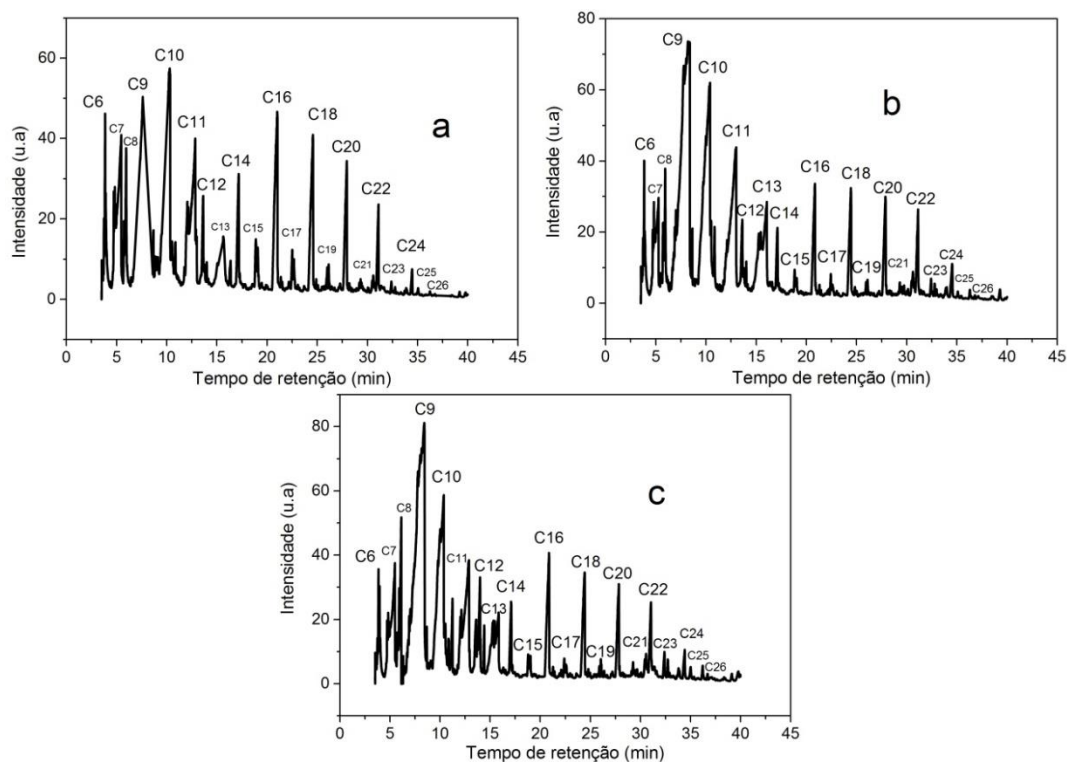 a
C6
C7
C8
C9
C10
C11
C12
C13
C14
C15
C16
C17
C18
C19
C20
C21
C22
C23
C24
C25
C26
60
40
20
0
Intensidade (u.a)
0 5 10 15 20 25 30 35 40 45
Tempo de retenção (min)
b
C6
C7
C8
C9
C10
C11
C12
C13
C14
C15
C16
C17
C18
C19
C20
C21
C22
C23
C24
C25
C26
80
60
40
20
0
Intensidade (u.a)
0 5 10 15 20 25 30 35 40 45
Tempo de retenção (min)
c
C6
C7
C8
C9
C10
C11
C12
C13
C14
C15
C16
C17
C18
C19
C20
C21
C22
C23
C24
C25
C26
80
60
40
20
0
Intensidade (u.a)
0 5 10 15 20 25 30 35 40 45
Tempo de retenção (min)